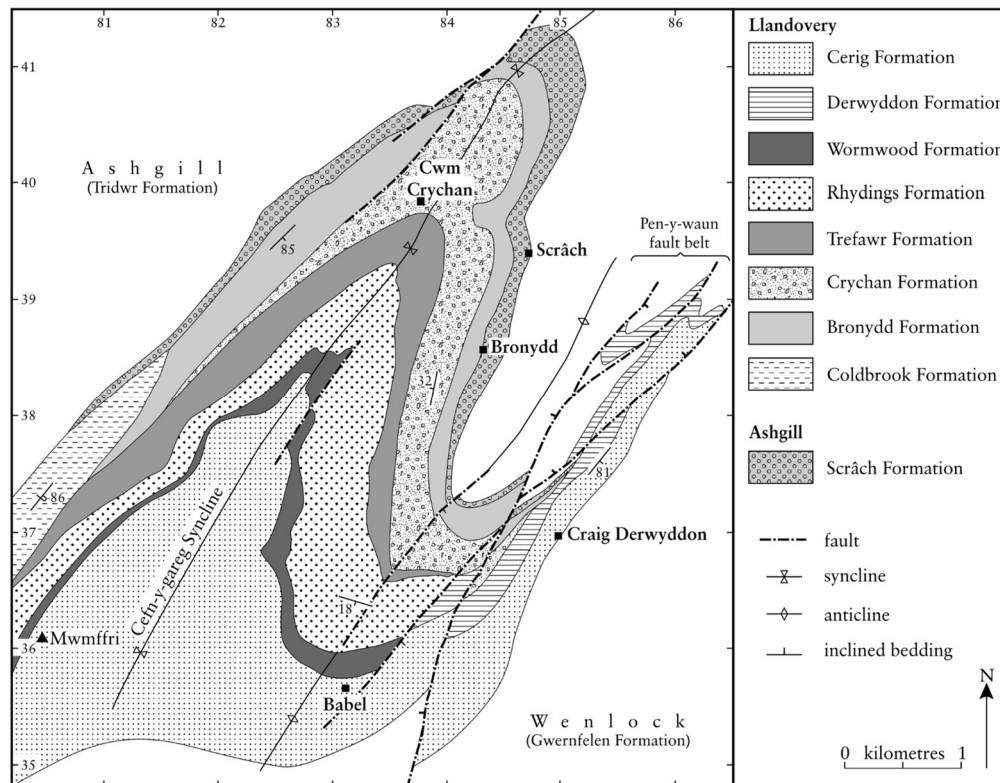 81
82
83
84
85
86
41
40
39
38
37
36
35
Ashgill
(Tridwr Formation)
Cwm
Crychan
Pen-y-waun
fault belt
Scrâch
85
Bronydd
32
86
81
Craig Derwyddon
Cefn-y-gareg Syncline
18
Mwmffri
Babel
Wenlock
(Gwernfelen Formation)
Llandovery
Cerig Formation
Derwyddon Formation
Wormwood Formation
Rhydings Formation
Trefawr Formation
Crychan Formation
Bronydd Formation
Coldbrook Formation
Ashgill
Scrâch Formation
fault
syncline
anticline
inclined bedding
N
0 kilometres 1